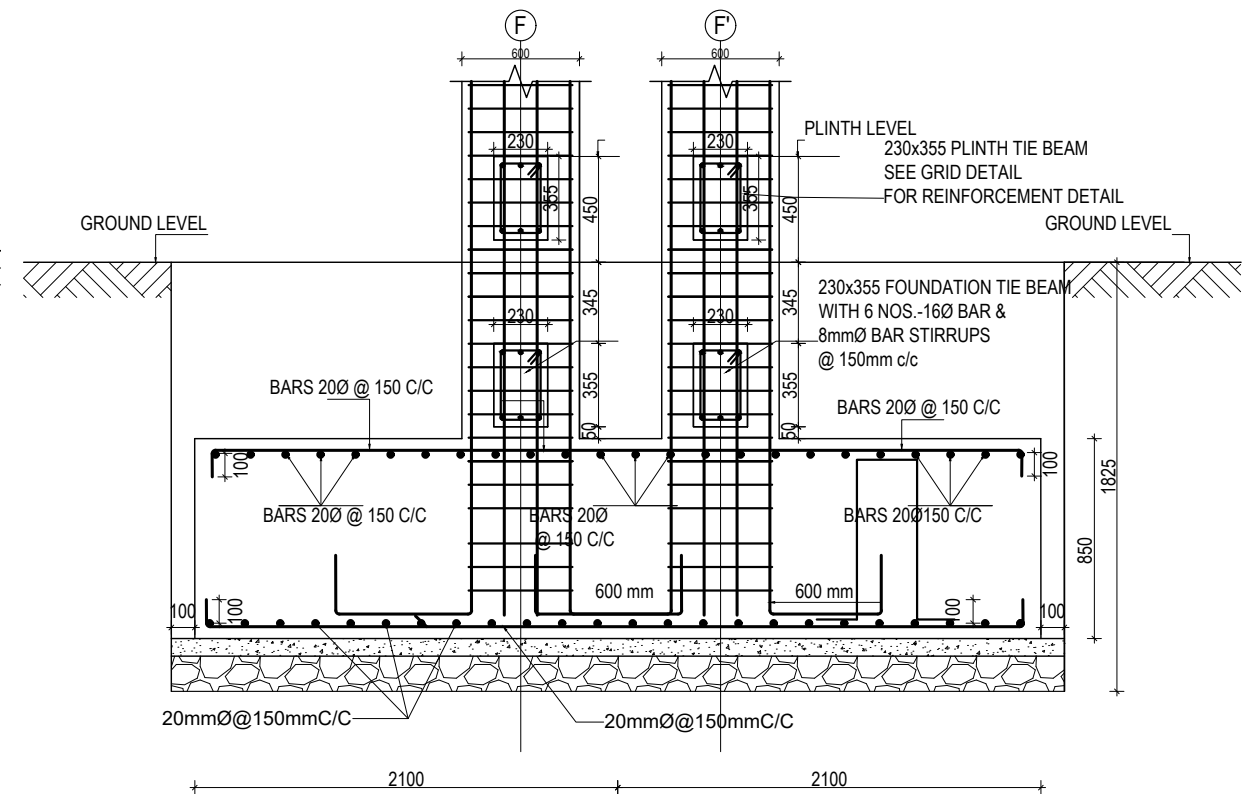 F
F'
600
600
PLINTH LEVEL
230
230
230x355 PLINTH TIE BEAM
SEE GRID DETAIL
FOR REINFORCEMENT DETAIL
355
450
355
450
GROUND LEVEL
GROUND LEVEL
345
345
230x355 FOUNDATION TIE BEAM
WITH 6 NOS.-16Ø BAR &
8mmØ BAR STIRRUPS
@ 150mm c/c
230
230
355
355
BARS 20Ø @ 150 C/C
BARS 20Ø @ 150 C/C
50
50
100
100
1825
BARS 20Ø @ 150 C/C
BARS 20Ø
@ 150 C/C
BARS 20Ø150 C/C
850
600 mm
600 mm
100
100
100
100
20mmØ@150mmC/C
20mmØ@150mmC/C
2100
2100